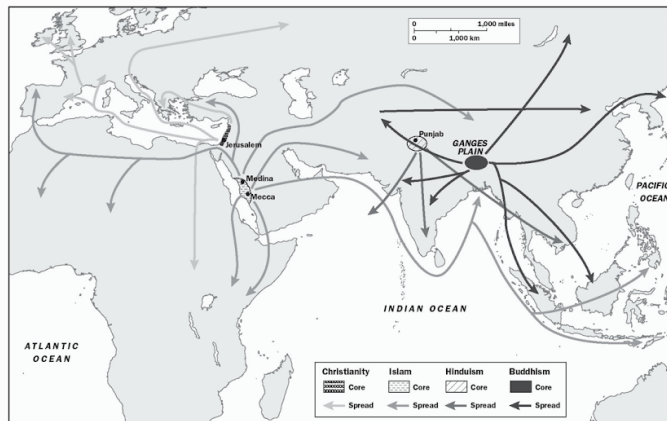 0 1,000 miles
0 1,000 km
Punjab
GANGES
PLAIN
Jerusalem
Medina
Mecca
PACIFIC
OCEAN
INDIAN OCEAN
ATLANTIC
OCEAN
Christianity Islam Hinduism Buddhism
Core Core Core Core
Spread Spread Spread Spread